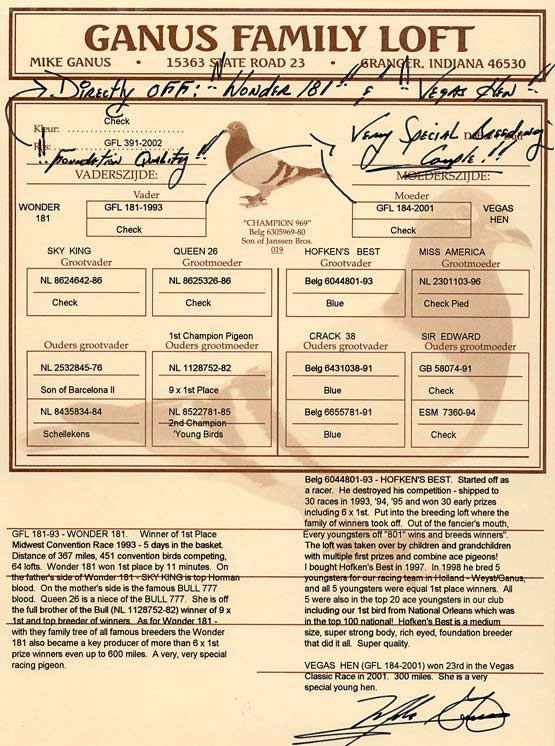 GANUS FAMILY LOFT
MIKE GANUS • 15363 STATE ROAD 23 • GRANGER, INDIANA 46530
Directly off: "Wonder 181" & "Vegas Hen"
Check
Kleur:
GFL 391-2002
Very Special Breeding
Couple!!
"Foundation Quality"!!
VADERSZIJDE:
MOEDERSZIJDE:
Vader
Moeder
WONDER
181
GFL 181-1993
Check
GFL 184-2001
Check
VEGAS
HEN
"CHAMPION 969"
Belg 6305969-80
Son of Janssen Bros.
019
SKY KING
QUEEN 26
HOFKEN'S BEST
MISS AMERICA
Grootvader
Grootmoeder
Grootvader
Grootmoeder
NL 8624642-86
NL 8625326-86
Belg 6044801-93
NL 2301103-96
Check
Check
Blue
Check Pied
1st Champion Pigeon
CRACK 38
SIR EDWARD
Ouders grootvader
Ouders grootmoeder
Ouders grootvader
Ouders grootmoeder
NL 2532845-76
NL 1128752-82
Belg 6431038-91
GB 58074-91
Son of Barcelona II
9 x 1st Place
Blue
Check
NL 8435834-84
NL 8522781-85
Belg 6655781-91
ESM 7360-94
2nd Champion
Schellekens
'Young Birds
Blue
Check
GFL 181-93 - WONDER 181. Winner of 1st Place
Midwest Convention Race 1993 - 5 days in the basket.
Distance of 367 miles, 451 convention birds competing,
64 lofts. Wonder 181 won 1st place by 11 minutes. On
the father's side of Wonder 181 - SKY KING is top Horman
blood. On the mother's side is the famous BULL 777
blood. Queen 26 is a niece of the BULL 777. She is off
the full brother of the Bull (NL 1128752-82) winner of 9 x
1st and top breeder of winners. As for Wonder 181 -
with they family tree of all famous breeders the Wonder
181 also became a key producer of more than 6 x 1st
prize winners even up to 600 miles. A very, very special
racing pigeon.
Belg 6044801-93 - HOFKEN'S BEST. Started off as
a racer. He destroyed his competition - shipped to
30 races in 1993, '94, '95 and won 30 early prizes
including 6 x 1st. Put into the breeding loft where the
family of winners took off. Out of the fancier's mouth,
Every youngsters off "801" wins and breeds winners".
The loft was taken over by children and grandchildren
with multiple first prizes and combine ace pigeons!
I bought Hofken's Best in 1997. In 1998 he bred 5
youngsters for our racing team in Holland - Weyst/Ganus,
and all 5 youngsters were equal 1st place winners. All
5 were also in the top 20 ace youngsters in our club
including our 1st bird from National Orleans which was
in the top 100 national! Hofken's Best is a medium
size, super strong body, rich eyed, foundation breeder
that did it all. Super quality.
VEGAS HEN (GFL 184-2001) won 23rd in the Vegas
Classic Race in 2001. 300 miles. She is a very
special young hen.